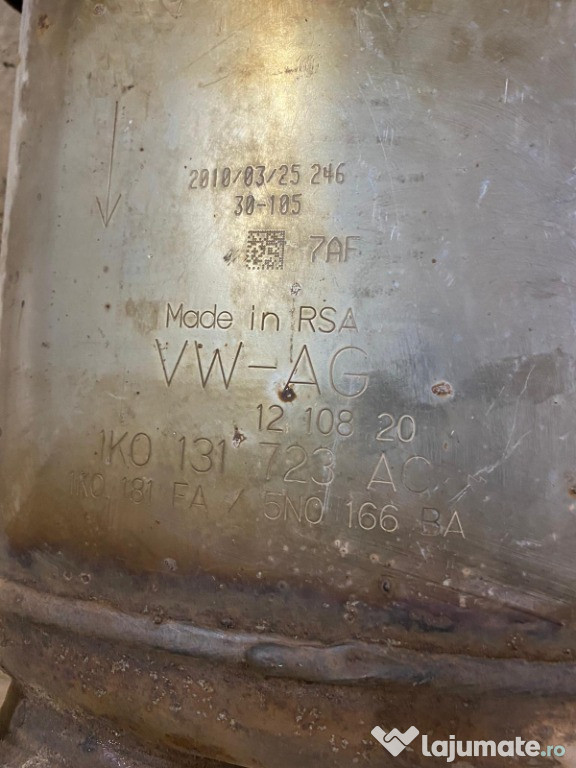 2010/03/25 246
30-105
7AF
Made in RSA
VW-AG
12 108 20
1K0 131 723 AC
1K0 181 FA / 5N0 166 BA
lajumate.ro